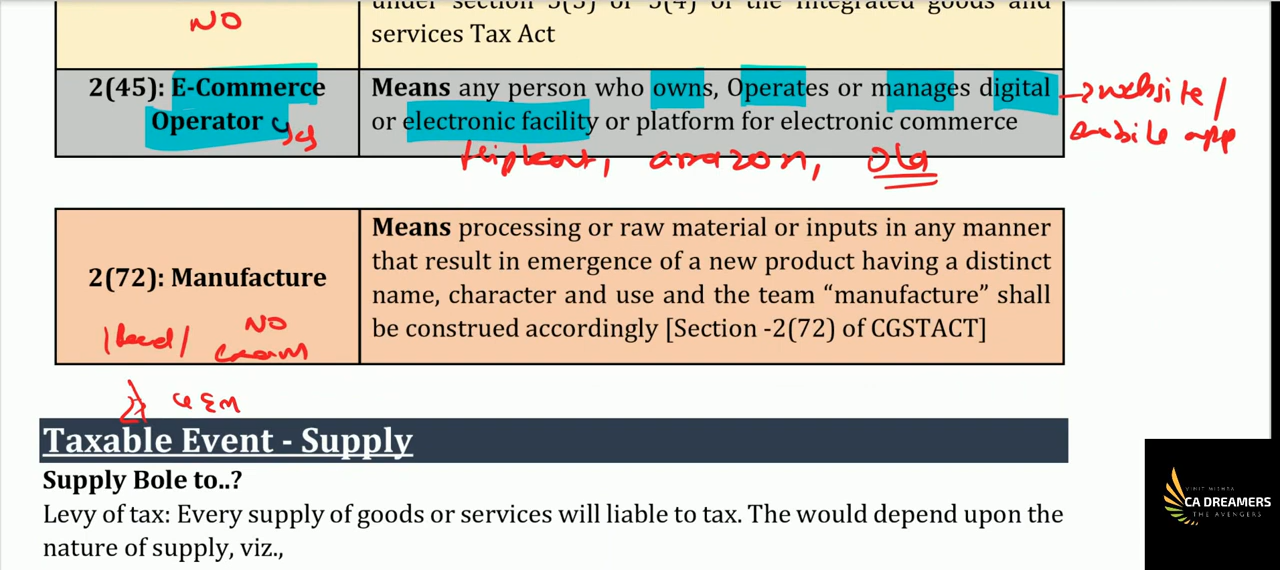 under section 5(3) or 5(4) of the integrated goods and
services Tax Act
NO
2(45): E-Commerce
Operator yes
Means any person who owns, Operates or manages digital
or electronic facility or platform for electronic commerce
→ website /
mobile app
flipkart, amazon, Ola
2(72): Manufacture
Means processing or raw material or inputs in any manner
that result in emergence of a new product having a distinct
name, character and use and the team “manufacture” shall
be construed accordingly [Section -2(72) of CGSTACT]
/Read/ NO
exam
Taxable Event - Supply
Supply Bole to..?
Levy of tax: Every supply of goods or services will liable to tax. The would depend upon the
nature of supply, viz.,
VINIT MISHRA
CA DREAMERS
THE AVENGERS